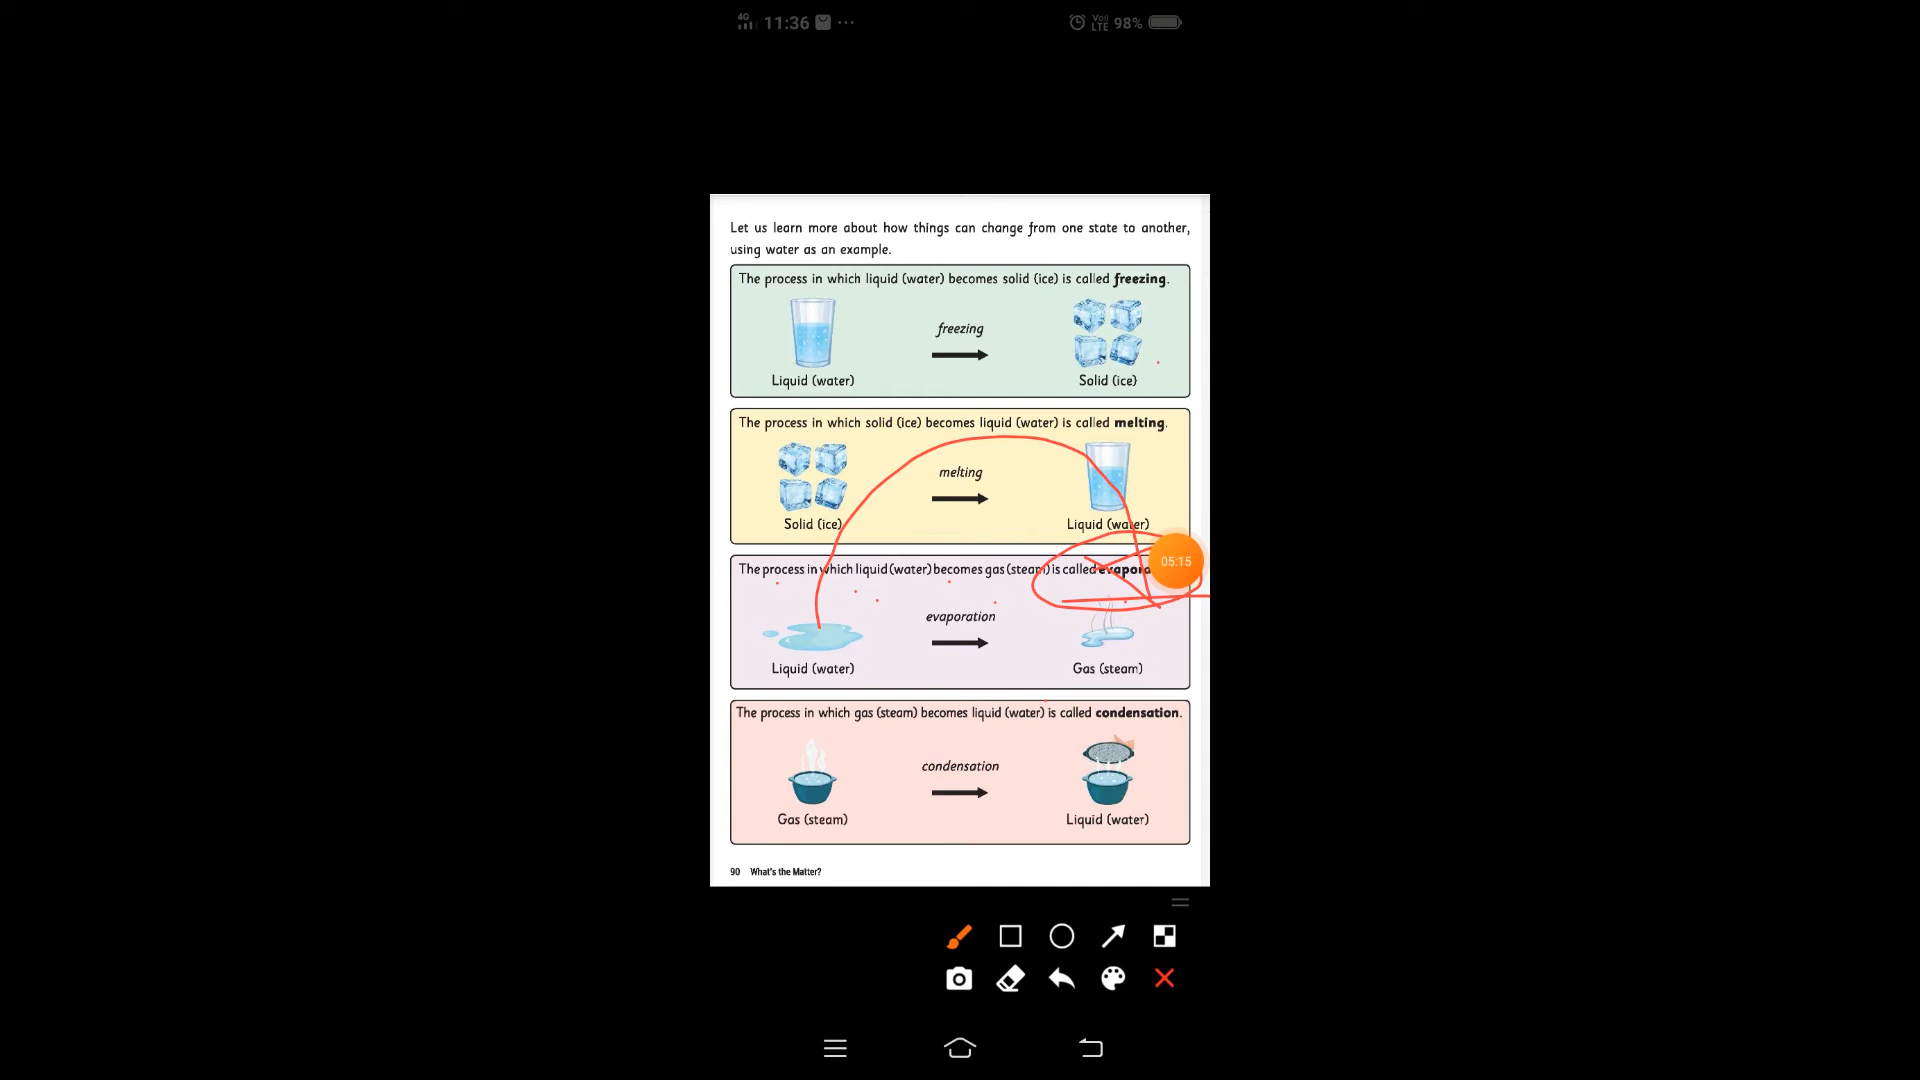 4G 11:36 ... Vo) LTE 98%
Let us learn more about how things can change from one state to another,
using water as an example.
The process in which liquid (water) becomes solid (ice) is called freezing.
freezing
Liquid (water) Solid (ice)
The process in which solid (ice) becomes liquid (water) is called melting.
melting
Solid (ice) Liquid (water)
The process in which liquid (water) becomes gas (steam) is called
05:15
evaporation
Liquid (water) Gas (steam)
The process in which gas (steam) becomes liquid (water) is called condensation.
condensation
Gas (steam) Liquid (water)
90 What's the Matter?